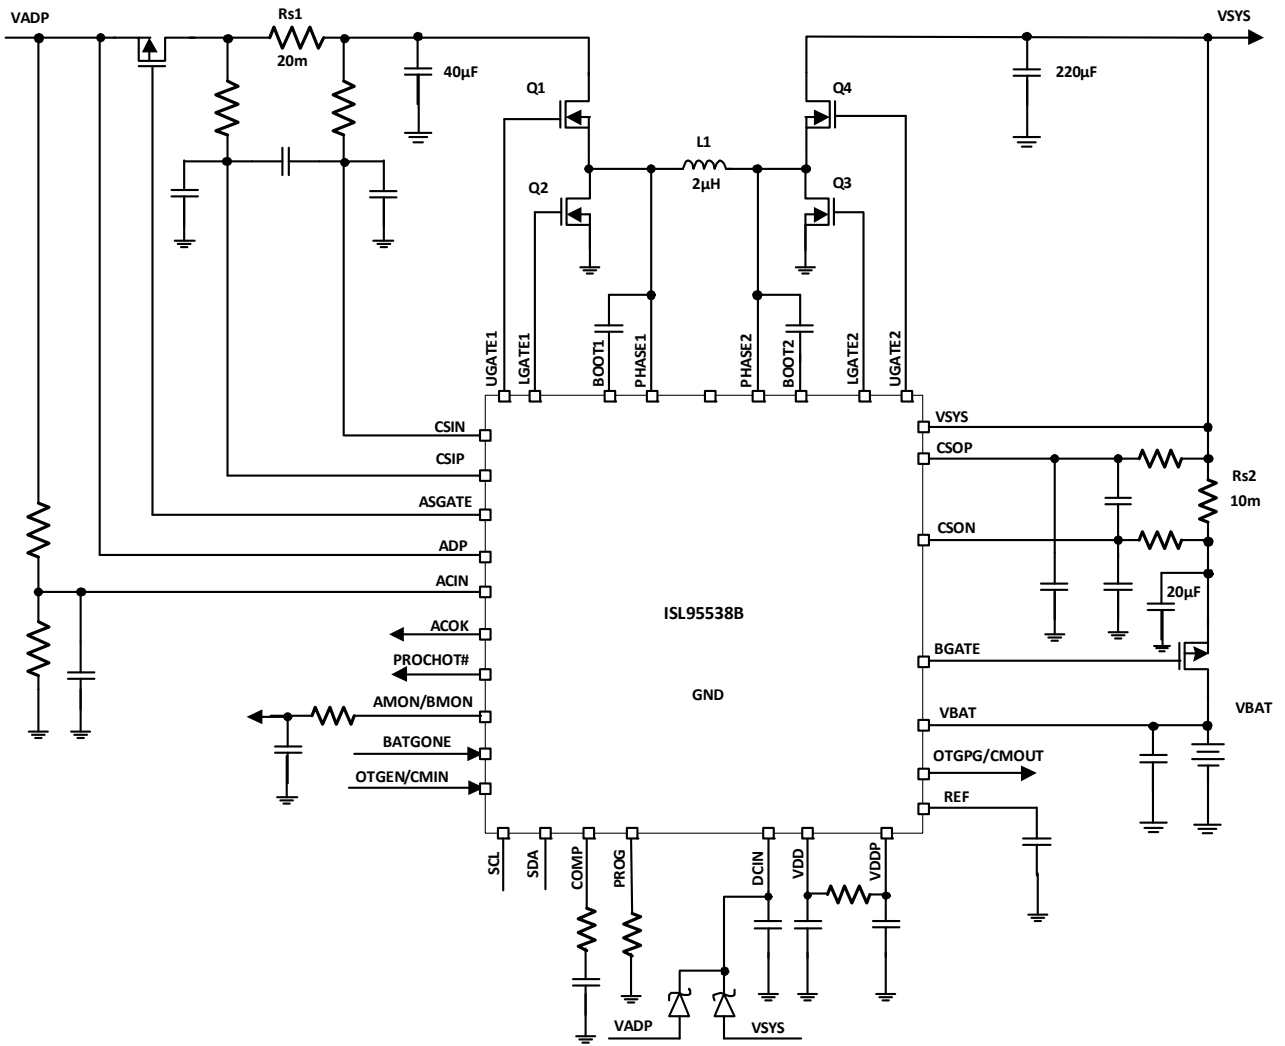 VADP
Rs1
20m
40µF
VSYS
220µF
Q1
Q4
L1
2µH
Q2
Q3
UGATE1
LGATE1
BOOT1
PHASE1
PHASE2
BOOT2
LGATE2
UGATE2
CSIN
CSIP
ASGATE
ADP
ACIN
ACOK
PROCHOT#
AMON/BMON
BATGONE
OTGEN/CMIN
ISL95538B
GND
VSYS
CSOP
Rs2
10m
CSON
20µF
BGATE
VBAT
VBAT
OTGPG/CMOUT
REF
SCL
SDA
COMP
PROG
DCIN
VDD
VDDP
VADP
VSYS